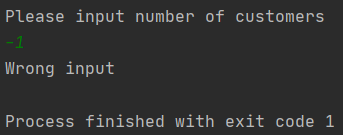 Please input number of customers
-1
Wrong input
Process finished with exit code 1